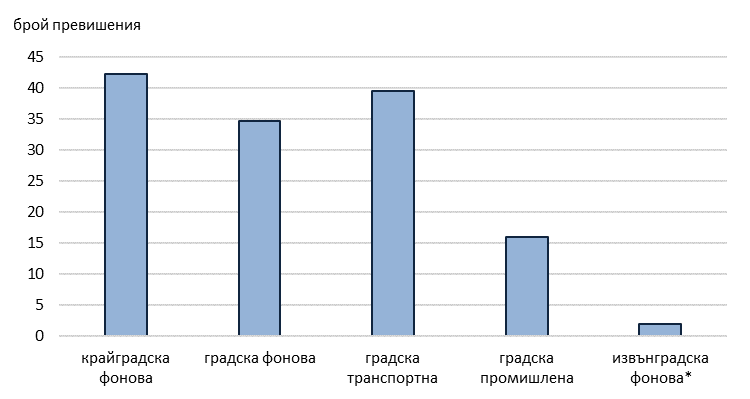 брой превишения
45
40
35
30
25
20
15
10
5
0
крайградска
фонова
градска фонова
градска
транспортна
градска
промишлена
извънградска
фонова*